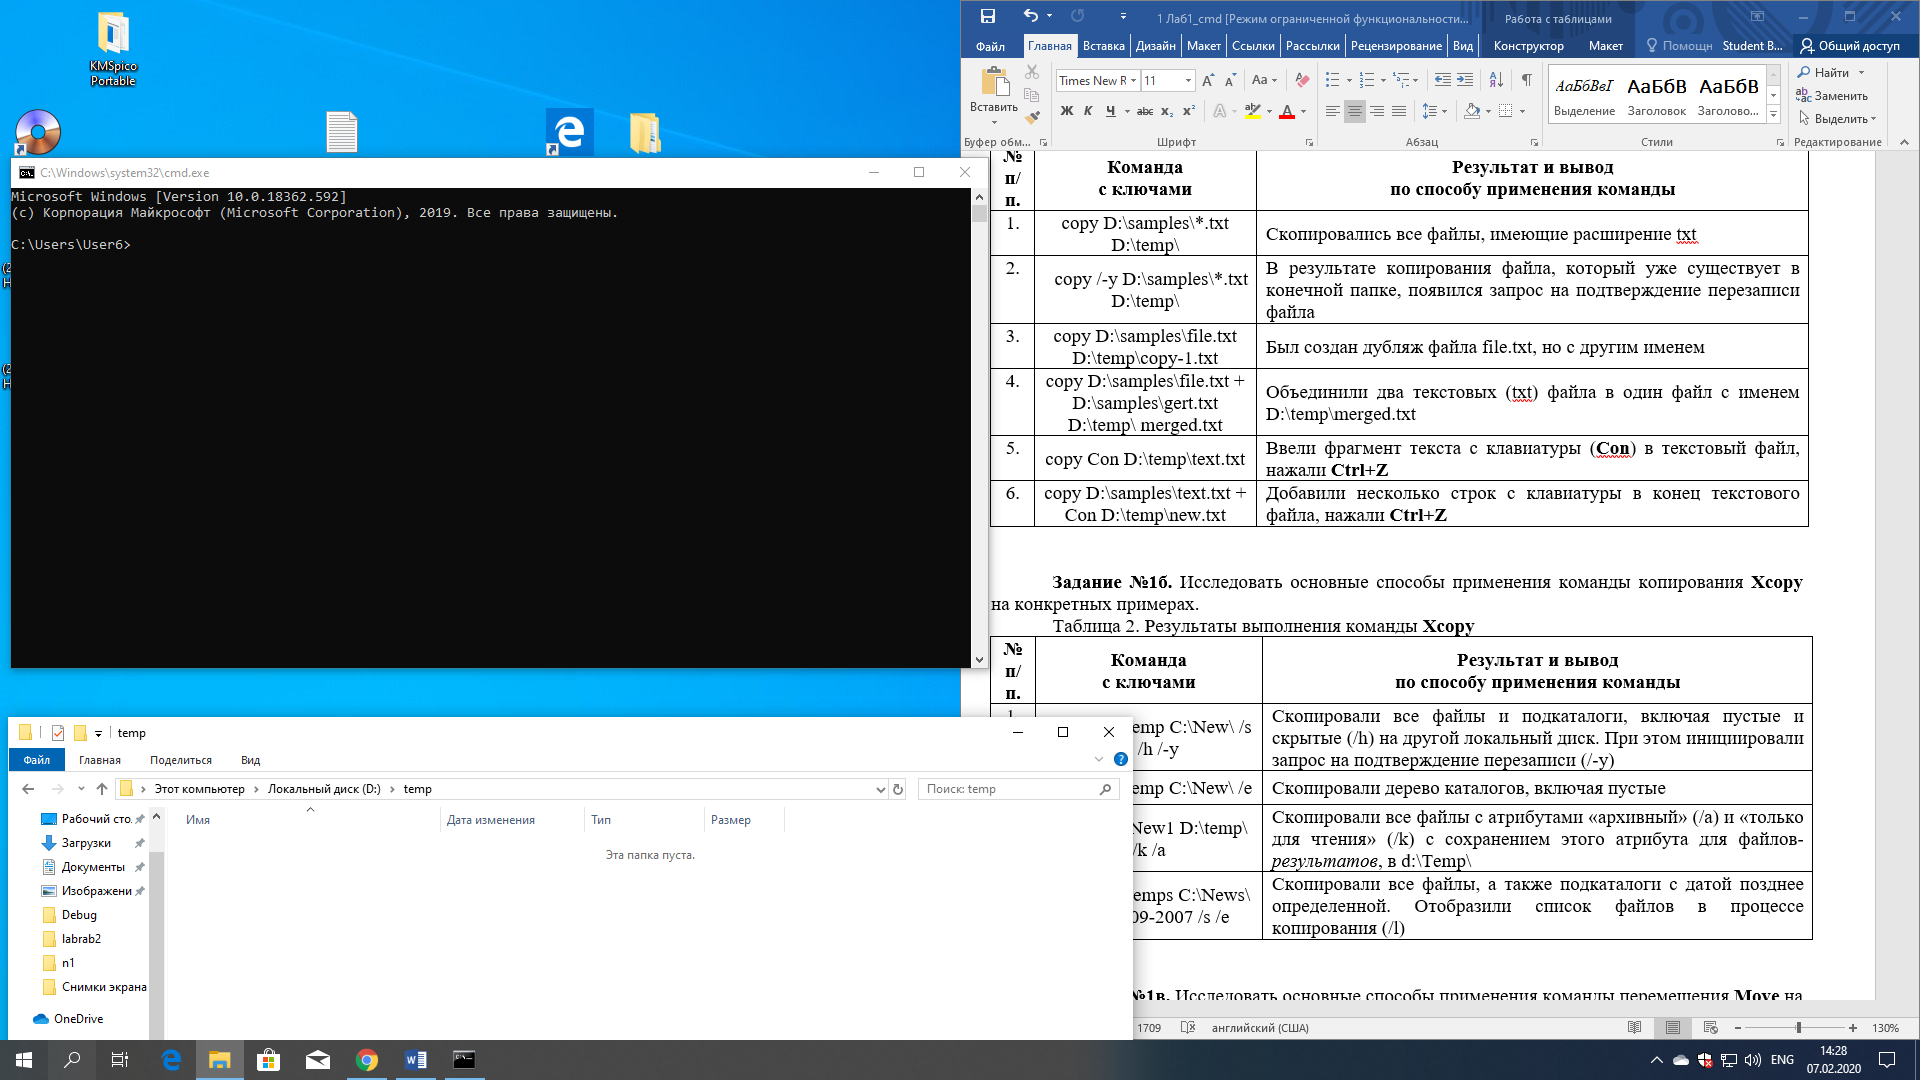 KMSpico
Portable
C:\Windows\system32\cmd.exe
Microsoft Windows [Version 10.0.18362.592]
(c) Корпорация Майкрософт (Microsoft Corporation), 2019. Все права защищены.
C:\Users\User6>
1 Лаб1_cmd [Режим ограниченной функциональности...
Работа с таблицами
Файл Главная Вставка Дизайн Макет Ссылки Рассылки Рецензирование Вид Конструктор Макет Помощн Student B... Общий доступ
Вставить
Буфер обм...
Times New R 11 Aa
Ж К Ч abc x₂ x² A А
Шрифт
Абзац
АаБбВвІ АаБбВ АаБбВ
Выделение Заголовок Заголово...
Стили
Найти
Заменить
Выделить
Редактирование
№
п/
п.
Команда
с ключами
Результат и вывод
по способу применения команды
1.
copy D:\samples\*.txt
D:\temp\
Скопировались все файлы, имеющие расширение txt
2.
copy /-y D:\samples\*.txt
D:\temp\
В результате копирования файла, который уже существует в
конечной папке, появился запрос на подтверждение перезаписи
файла
3.
copy D:\samples\file.txt
D:\temp\copy-1.txt
Был создан дубляж файла file.txt, но с другим именем
4.
copy D:\samples\file.txt +
D:\samples\gert.txt
D:\temp\ merged.txt
Объединили два текстовых (txt) файла в один файл с именем
D:\temp\merged.txt
5.
copy Con D:\temp\text.txt
Ввели фрагмент текста с клавиатуры (Con) в текстовый файл,
нажали Ctrl+Z
6.
copy D:\samples\text.txt +
Con D:\temp\new.txt
Добавили несколько строк с клавиатуры в конец текстового
файла, нажали Ctrl+Z
Задание №1б. Исследовать основные способы применения команды копирования Xcopy
на конкретных примерах.
Таблица 2. Результаты выполнения команды Xcopy
№
п/
п.
Команда
с ключами
Результат и вывод
по способу применения команды
emp C:\New\ /s
/h /-y
Скопировали все файлы и подкаталоги, включая пустые и
скрытые (/h) на другой локальный диск. При этом инициировали
запрос на подтверждение перезаписи (/-y)
emp C:\New\ /e
Скопировали дерево каталогов, включая пустые
New1 D:\temp\
/k /a
Скопировали все файлы с атрибутами «архивный» (/a) и «только
для чтения» (/k) с сохранением этого атрибута для файлов-
результатов, в d:\Temp\
emps C:\News\
09-2007 /s /e
Скопировали все файлы, а также подкаталоги с датой позднее
определенной. Отобразили список файлов в процессе
копирования (/l)
№1в. Исследовать основные способы применения команды перемещения Move на
1709 английский (США) 130%
temp
Файл Главная Поделиться Вид
Этот компьютер Локальный диск (D:) temp
Поиск: temp
Имя Дата изменения Тип Размер
Эта папка пуста.
Рабочий сто.
Загрузки
Документы
Изображени
Debug
labrab2
n1
Снимки экрана
OneDrive
ENG
14:28
07.02.2020